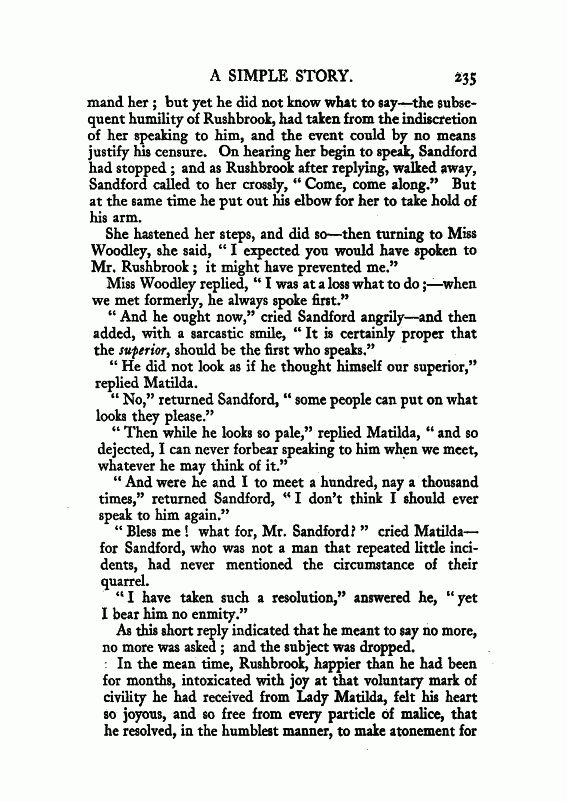 A SIMPLE STORY. 235
mand her ; but yet he did not know what to say—the subse-
quent humility of Rushbrook, had taken from the indiscretion
of her speaking to him, and the event could by no means
justify his censure. On hearing her begin to speak, Sandford
had stopped ; and as Rushbrook after replying, walked away,
Sandford called to her crossly, “ Come, come along.” But
at the same time he put out his elbow for her to take hold of
his arm.
She hastened her steps, and did so—then turning to Miss
Woodley, she said, “ I expected you would have spoken to
Mr. Rushbrook ; it might have prevented me.”
Miss Woodley replied, “ I was at a loss what to do ;—when
we met formerly, he always spoke first.”
“ And he ought now,” cried Sandford angrily—and then
added, with a sarcastic smile, “ It is certainly proper that
the superior, should be the first who speaks.”
“ He did not look as if he thought himself our superior,”
replied Matilda.
“ No,” returned Sandford, “ some people can put on what
looks they please.”
“ Then while he looks so pale,” replied Matilda, “ and so
dejected, I can never forbear speaking to him when we meet,
whatever he may think of it.”
“ And were he and I to meet a hundred, nay a thousand
times,” returned Sandford, “ I don’t think I should ever
speak to him again.”
“ Bless me ! what for, Mr. Sandford ? ” cried Matilda—
for Sandford, who was not a man that repeated little inci-
dents, had never mentioned the circumstance of their
quarrel.
“ I have taken such a resolution,” answered he, “ yet
I bear him no enmity.”
As this short reply indicated that he meant to say no more,
no more was asked ; and the subject was dropped.
In the mean time, Rushbrook, happier than he had been
for months, intoxicated with joy at that voluntary mark of
civility he had received from Lady Matilda, felt his heart
so joyous, and so free from every particle of malice, that
he resolved, in the humblest manner, to make atonement for